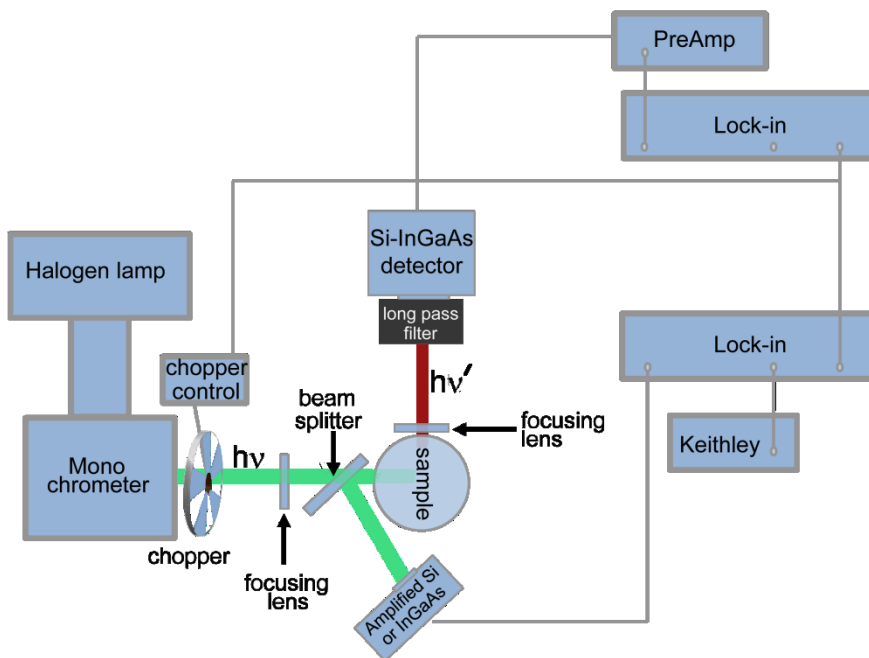 PreAmp
Lock-in
Si-InGaAs
detector
Halogen lamp
long pass
filter
Lock-in
chopper
control
hν′
beam
splitter
focusing
lens
Keithley
Mono
chrometer
hν
sample
chopper
focusing
lens
Amplified Si
or InGaAs